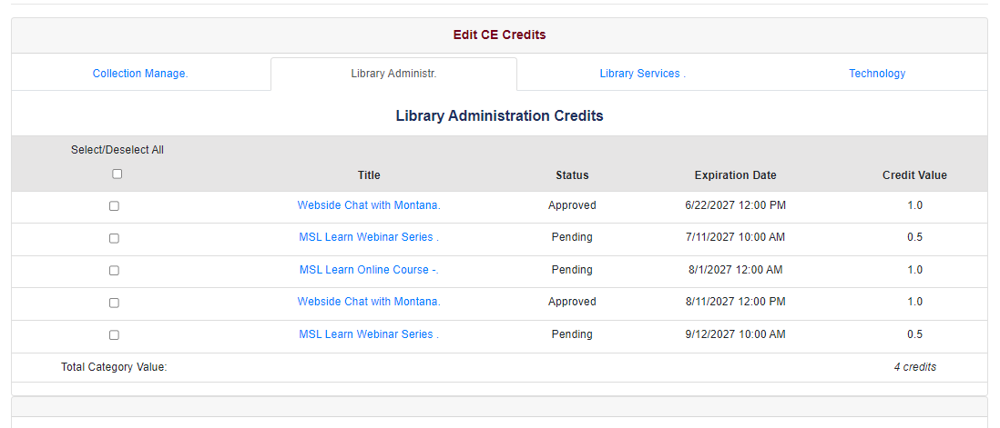 Edit CE Credits
Collection Manage. Library Administr. Library Services . Technology
Library Administration Credits
Select/Deselect All
Title Status Expiration Date Credit Value
Webside Chat with Montana. Approved 6/22/2027 12:00 PM 1.0
MSL Learn Webinar Series . Pending 7/11/2027 10:00 AM 0.5
MSL Learn Online Course -. Pending 8/1/2027 12:00 AM 1.0
Webside Chat with Montana. Approved 8/11/2027 12:00 PM 1.0
MSL Learn Webinar Series . Pending 9/12/2027 10:00 AM 0.5
Total Category Value: 4 credits